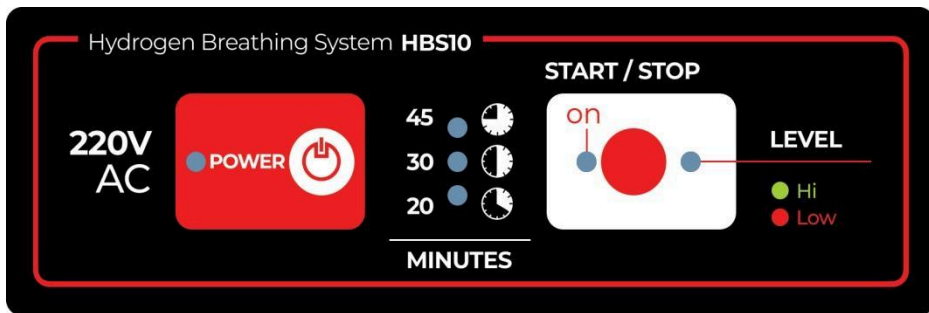 Hydrogen Breathing System HBS10
220V
AC
POWER
45
30
20
MINUTES
START / STOP
on
LEVEL
Hi
Low